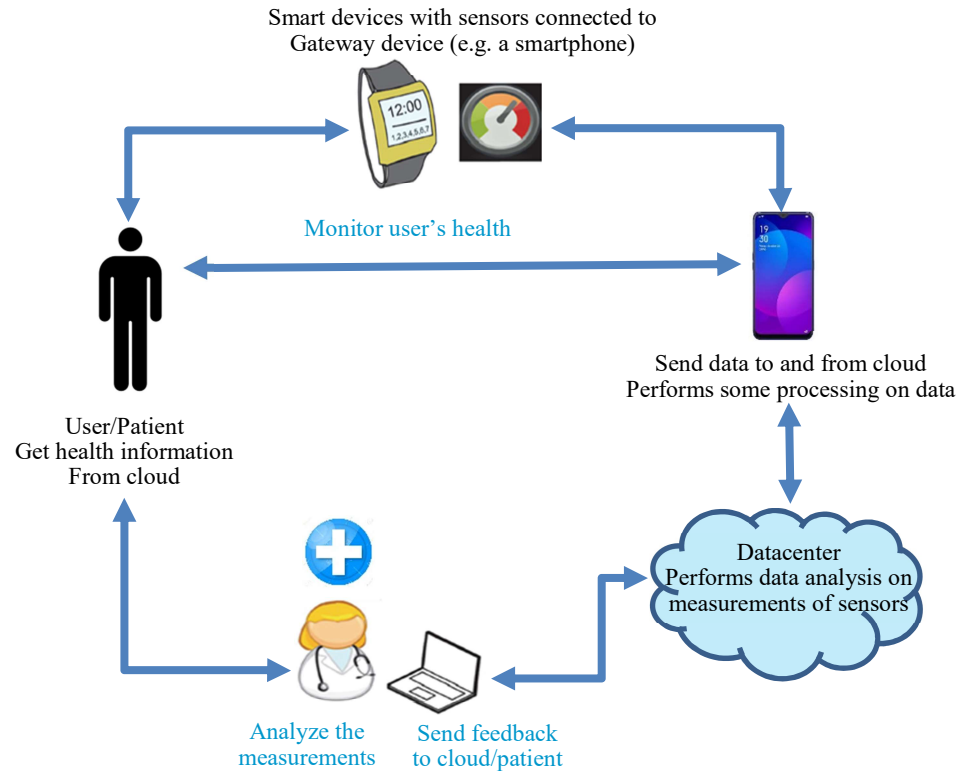 Smart devices with sensors connected to
Gateway device (e.g. a smartphone)
12:00
1,2,3,4,5,6,7
Monitor user’s health
19
30
Send data to and from cloud
Performs some processing on data
User/Patient
Get health information
From cloud
Datacenter
Performs data analysis on
measurements of sensors
Analyze the
measurements
Send feedback
to cloud/patient